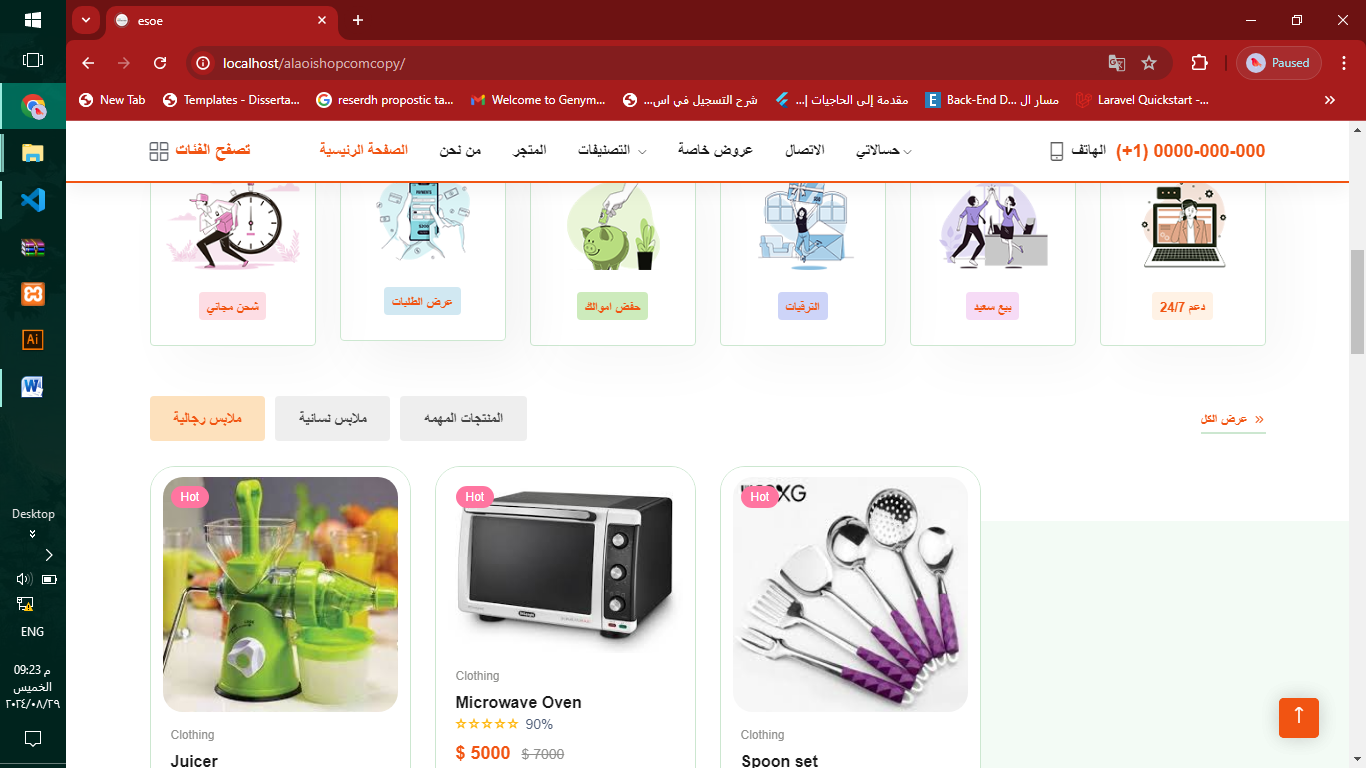 esoe
localhost/alaoishopcomcopy/
Paused
New Tab
Templates - Disserta...
reserdh propostic ta...
Welcome to Genym...
شرح التسجيل في اس...
مقدمة إلى الحاجيات |...
Back-End D... مسار ال
Laravel Quickstart -...
تصفح الفئات
الصفحة الرئيسية
من نحن
المتجر
التصنيفات
عروض خاصة
الاتصال
حسالاتي
الهاتف
(+1) 0000-000-000
شحن مجاني
عرض الطلبات
حفض اموالك
الترقيات
بيع سعيد
دعم 24/7
ملابس رجالية
ملابس نسانية
المنتجات المهمه
عرض الكل
Hot
Hot
Hot
Clothing
Juicer
Clothing
Microwave Oven
90%
$ 5000 $ 7000
Clothing
Spoon set
Desktop
ENG
09:23 م
الخميس
٢٠٢٤/٠٨/٢٩